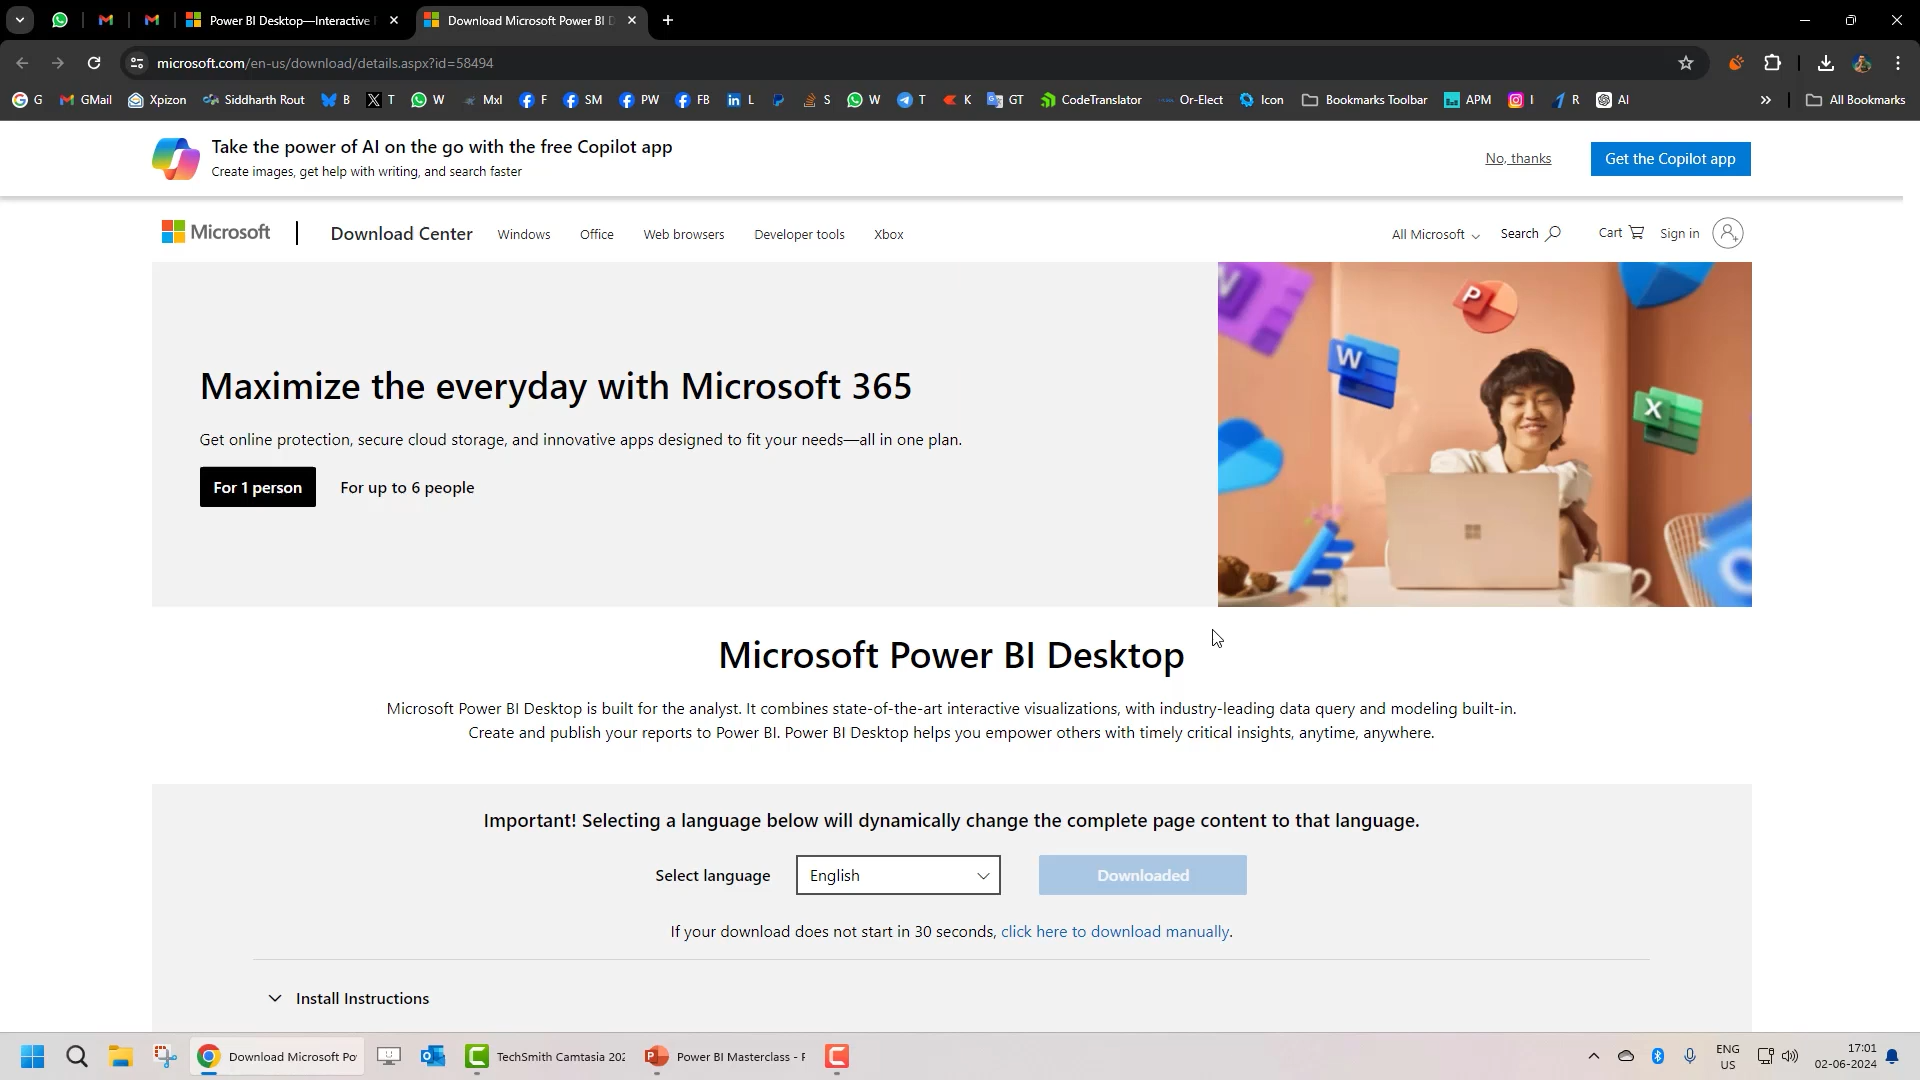 Power BI Desktop—Interactive
Download Microsoft Power BI D
microsoft.com/en-us/download/details.aspx?id=58494
G
GMail
Xpizon
Siddharth Rout
B
T
W
Mxl
F
SM
PW
FB
L
S
W
T
K
GT
CodeTranslator
Or-Elect
Icon
Bookmarks Toolbar
APM
I
R
AI
All Bookmarks
Take the power of AI on the go with the free Copilot app
Create images, get help with writing, and search faster
No, thanks
Get the Copilot app
Microsoft
Download Center
Windows
Office
Web browsers
Developer tools
Xbox
All Microsoft
Search
Cart
Sign in
Maximize the everyday with Microsoft 365
Get online protection, secure cloud storage, and innovative apps designed to fit your needs—all in one plan.
For 1 person
For up to 6 people
N
P
W
X
Microsoft Power BI Desktop
Microsoft Power BI Desktop is built for the analyst. It combines state-of-the-art interactive visualizations, with industry-leading data query and modeling built-in.
Create and publish your reports to Power BI. Power BI Desktop helps you empower others with timely critical insights, anytime, anywhere.
Important! Selecting a language below will dynamically change the complete page content to that language.
Select language
English
Downloaded
If your download does not start in 30 seconds, click here to download manually.
Install Instructions
Download Microsoft Po
TechSmith Camtasia 202
Power BI Masterclass - F
ENG
US
17:01
02-06-2024